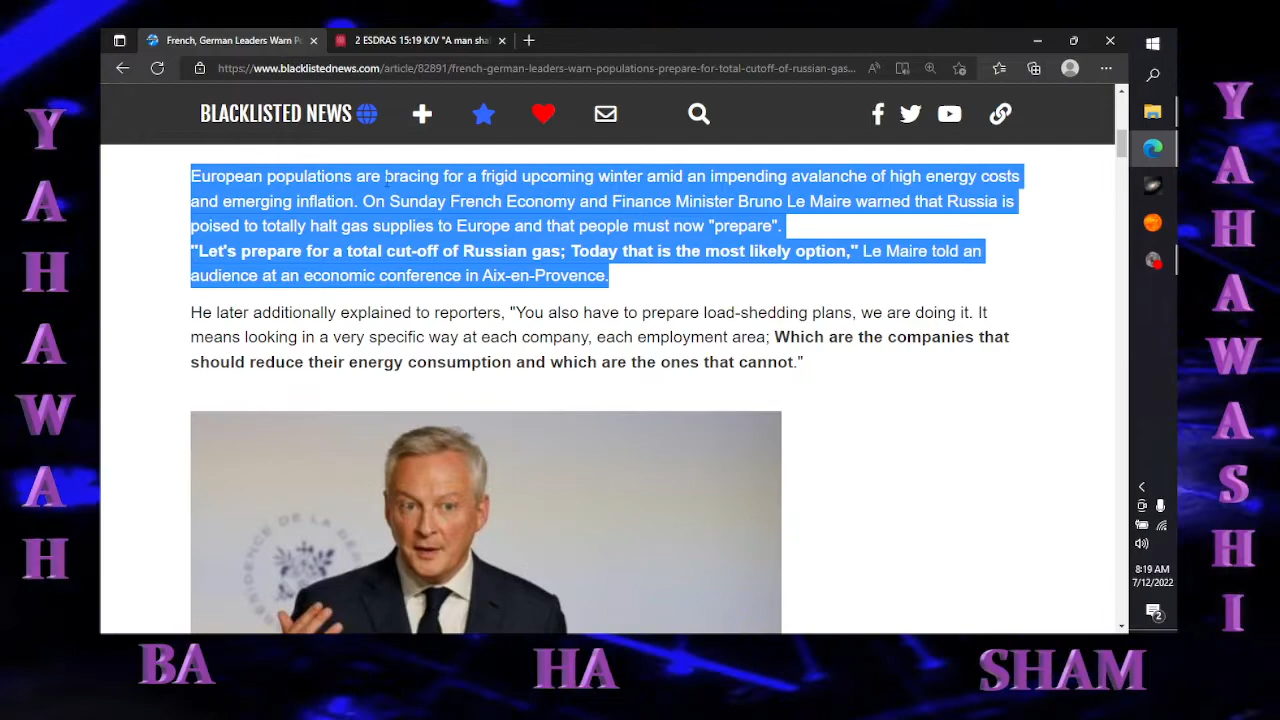 French, German Leaders Warn P
2 ESDRAS 15:19 KJV "A man sha
https://www.blacklistednews.com/article/82891/french-german-leaders-warn-populations-prepare-for-total-cutoff-of-russian-gas...
BLACKLISTED NEWS
European populations are bracing for a frigid upcoming winter amid an impending avalanche of high energy costs
and emerging inflation. On Sunday French Economy and Finance Minister Bruno Le Maire warned that Russia is
poised to totally halt gas supplies to Europe and that people must now "prepare".
"Let's prepare for a total cut-off of Russian gas; Today that is the most likely option," Le Maire told an
audience at an economic conference in Aix-en-Provence.
He later additionally explained to reporters, "You also have to prepare load-shedding plans, we are doing it. It
means looking in a very specific way at each company, each employment area; Which are the companies that
should reduce their energy consumption and which are the ones that cannot."
8:19 AM
7/12/2022
2
YAHAWAH
YAHAWASHI
BA HA SHAM